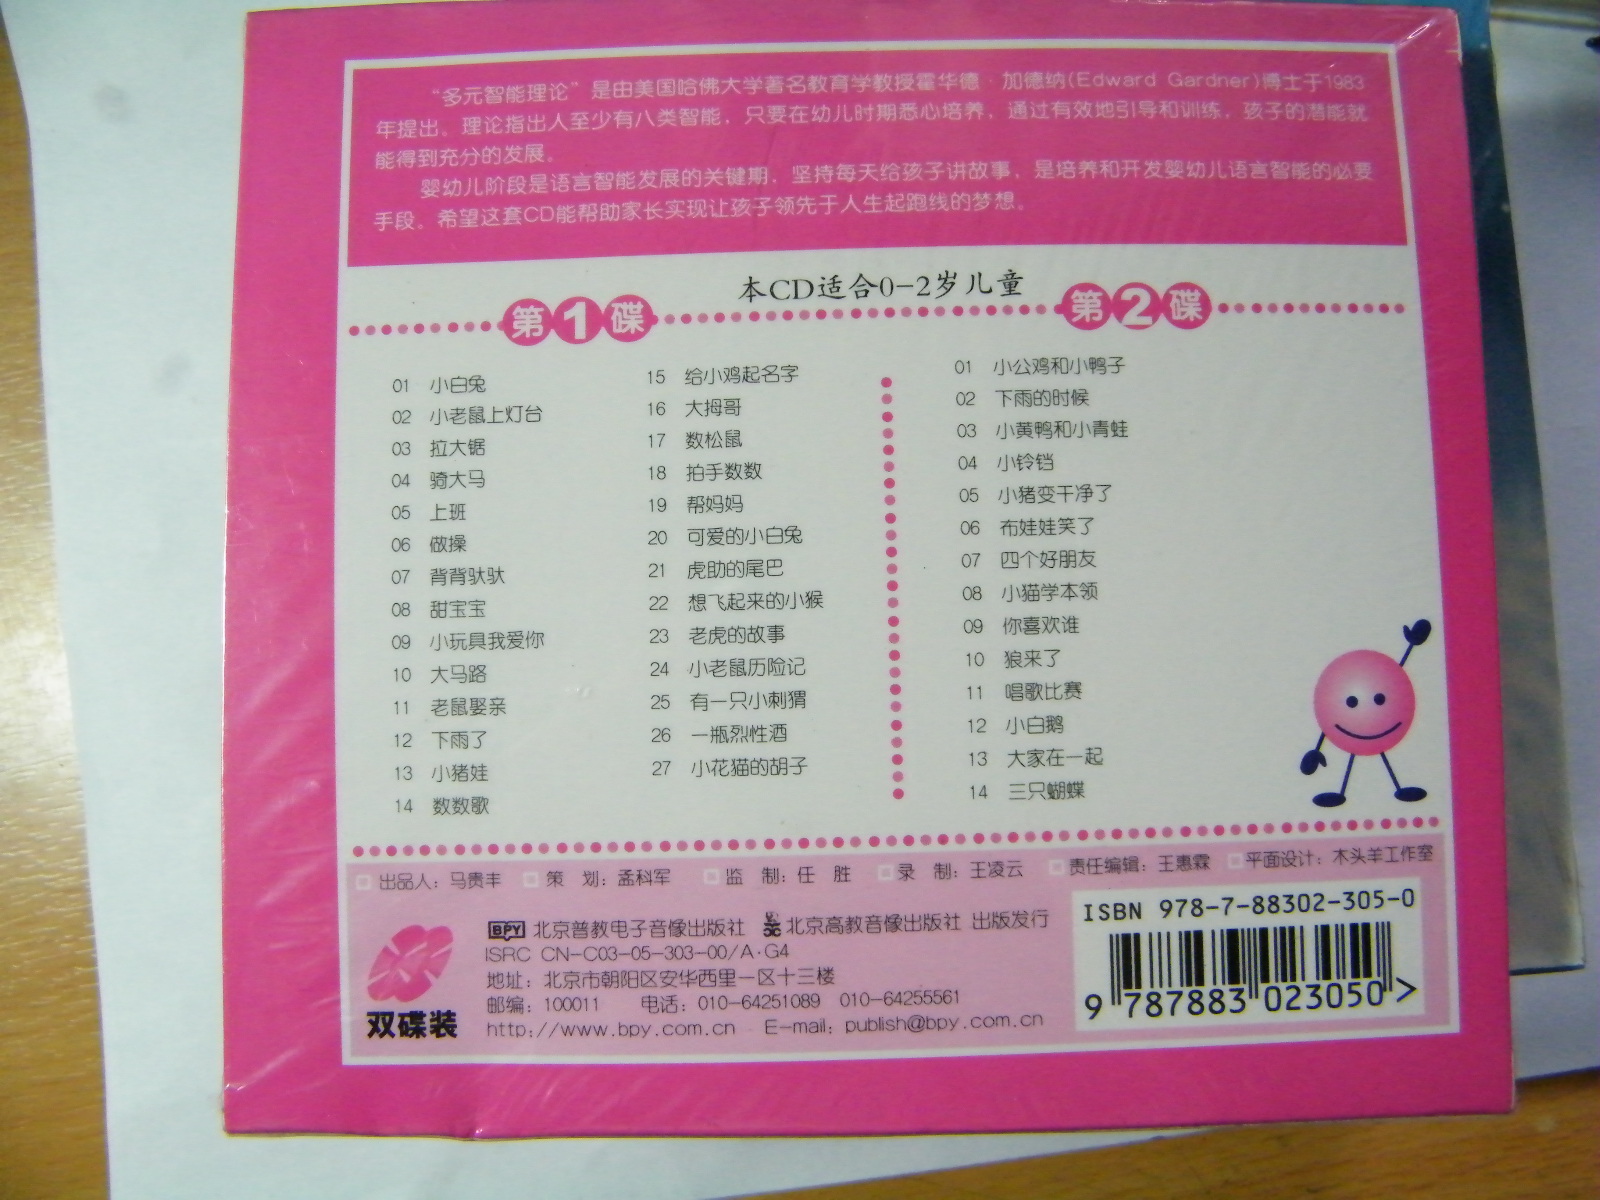 “多元智能理论”是由美国哈佛大学著名教育学教授霍华德·加德纳(Edward Gardner)博士于1983
年提出。理论指出人至少有八类智能，只要在幼儿时期悉心培养，通过有效地引导和训练，孩子的潜能就
能得到充分的发展。
婴幼儿阶段是语言智能发展的关键期，坚持每天给孩子讲故事，是培养和开发婴幼儿语言智能的必要
手段。希望这套CD能帮助家长实现让孩子领先于人生起跑线的梦想。
本CD适合0-2岁儿童
第1碟
01 小白兔
02 小老鼠上灯台
03 拉大锯
04 骑大马
05 上班
06 做操
07 背背驮驮
08 甜宝宝
09 小玩具我爱你
10 大马路
11 老鼠娶亲
12 下雨了
13 小猪娃
14 数数歌
15 给小鸡起名字
16 大拇哥
17 数松鼠
18 拍手数数
19 帮妈妈
20 可爱的小白兔
21 虎助的尾巴
22 想飞起来的小猴
23 老虎的故事
24 小老鼠历险记
25 有一只小刺猬
26 一瓶烈性酒
27 小花猫的胡子
第2碟
01 小公鸡和小鸭子
02 下雨的时候
03 小黄鸭和小青蛙
04 小铃铛
05 小猪变干净了
06 布娃娃笑了
07 四个好朋友
08 小猫学本领
09 你喜欢谁
10 狼来了
11 唱歌比赛
12 小白鹅
13 大家在一起
14 三只蝴蝶
出品人：马贵丰 策 划：孟科军 监 制：任 胜 录 制：王凌云 责任编辑：王惠霖 平面设计：木头羊工作室
BPY 北京普教电子音像出版社 北京高教音像出版社 出版发行
ISRC CN-C03-05-303-00/A·G4
地址：北京市朝阳区安华西里一区十三楼
邮编：100011 电话：010-64251089 010-64255561
http://www.bpy.com.cn E-mail：publish@bpy.com.cn
双碟装
ISBN 978-7-88302-305-0
9 787883 023050 >